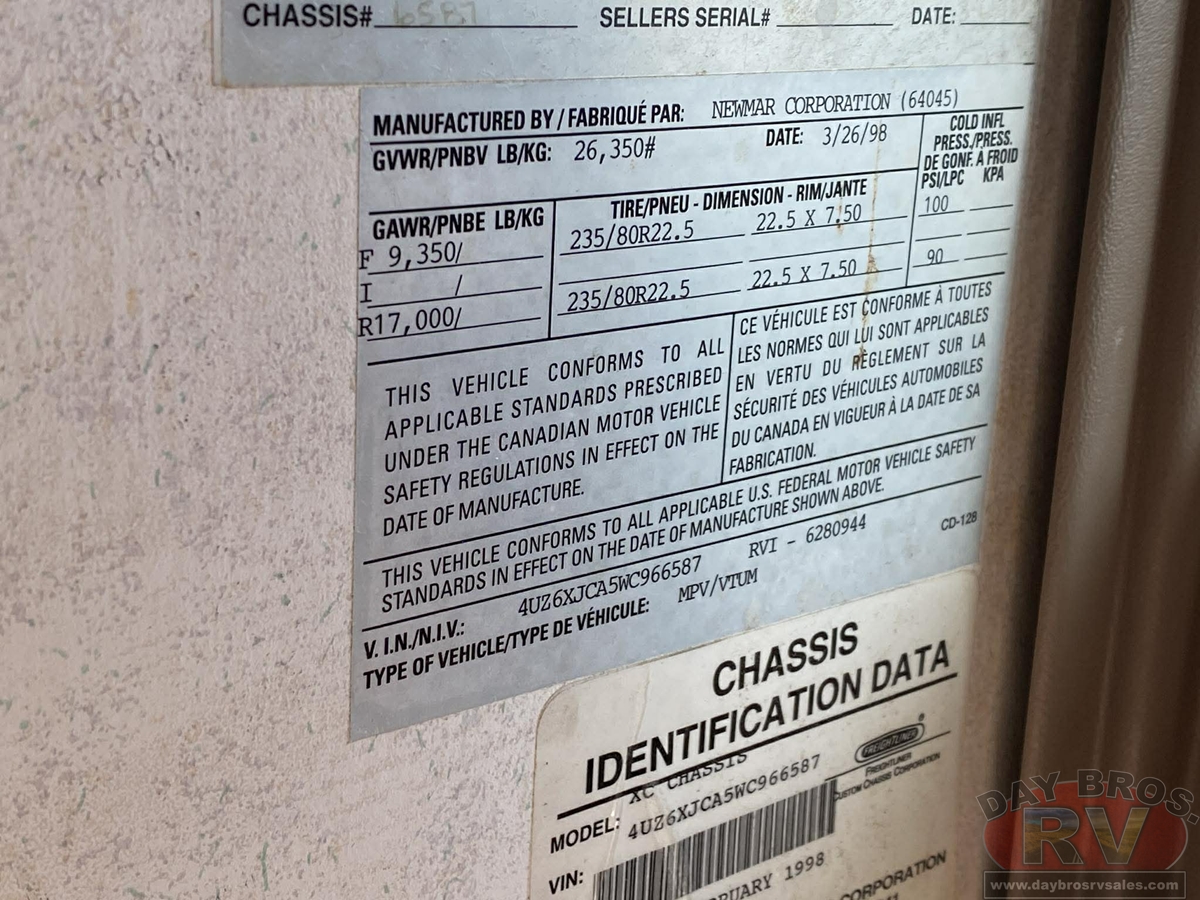 CHASSIS# 6587 SELLERS SERIAL# DATE:
MANUFACTURED BY / FABRIQUÉ PAR: NEWMAR CORPORATION (64045)
GVWR/PNBV LB/KG: 26,350# DATE: 3/26/98
COLD INFL
PRESS./PRESS.
DE GONF. À FROID
PSI/LPC KPA
GAWR/PNBE LB/KG TIRE/PNEU - DIMENSION - RIM/JANTE
F 9,350/ 235/80R22.5 22.5 X 7.50 100
I /
R17,000/ 235/80R22.5 22.5 X 7.50 90
THIS VEHICLE CONFORMS TO ALL
APPLICABLE STANDARDS PRESCRIBED
UNDER THE CANADIAN MOTOR VEHICLE
SAFETY REGULATIONS IN EFFECT ON THE
DATE OF MANUFACTURE.
CE VÉHICULE EST CONFORME À TOUTES
LES NORMES QUI LUI SONT APPLICABLES
EN VERTU DU RÈGLEMENT SUR LA
SÉCURITÉ DES VÉHICULES AUTOMOBILES
DU CANADA EN VIGUEUR À LA DATE DE SA
FABRICATION.
THIS VEHICLE CONFORMS TO ALL APPLICABLE U.S. FEDERAL MOTOR VEHICLE SAFETY
STANDARDS IN EFFECT ON THE DATE OF MANUFACTURE SHOWN ABOVE.
V. I.N./N.I.V.: 4UZ6XJCA5WC966587 RVI - 6280944 CD-128
TYPE OF VEHICLE/TYPE DE VÉHICULE: MPV/VTUM
CHASSIS
IDENTIFICATION DATA
FREIGHTLINER
FREIGHTLINER
CUSTOM CHASSIS CORPORATION
MODEL: XC CHASSIS
4UZ6XJCA5WC966587
VIN:
1998
CORPORATION
DAY BROS.
RV
www.daybrosrvsales.com